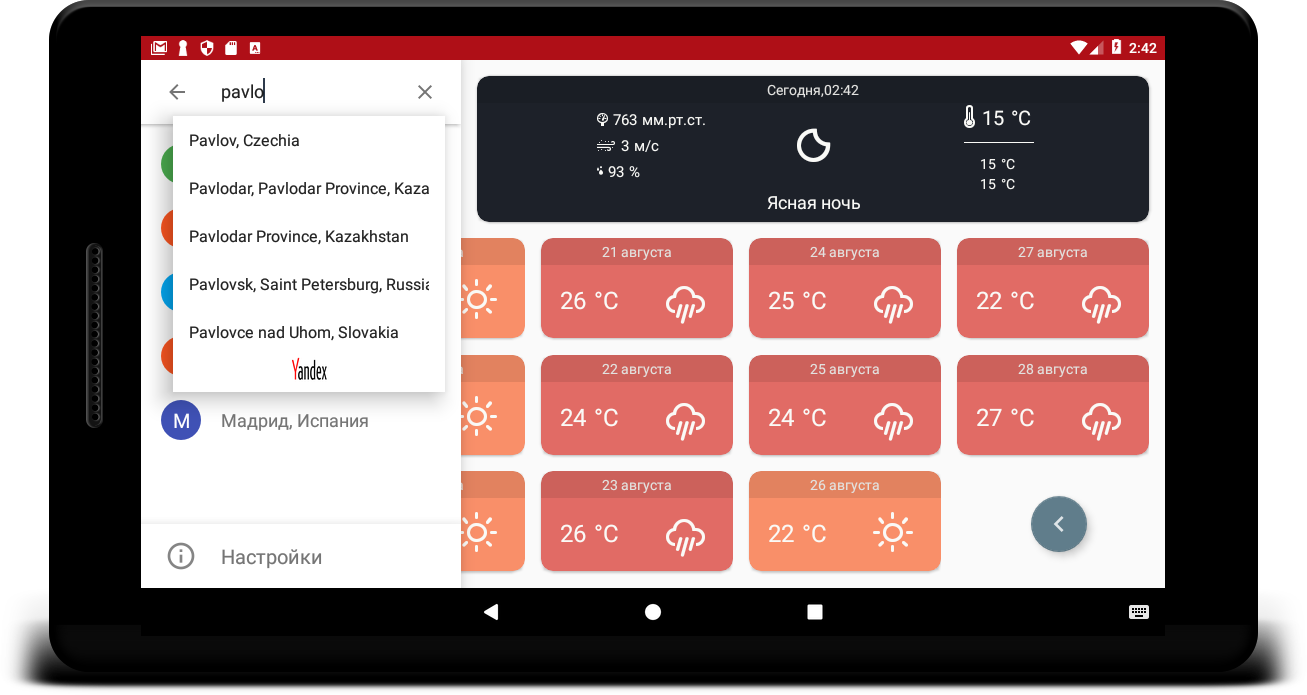 2:42
pavlo
Pavlov, Czechia
Pavlodar, Pavlodar Province, Kaza
Pavlodar Province, Kazakhstan
Pavlovsk, Saint Petersburg, Russia
Pavlovce nad Uhom, Slovakia
Yandex
М Мадрид, Испания
Настройки
Сегодня,02:42
763 мм.рт.ст.
3 м/с
93 %
15 °C
15 °C
15 °C
Ясная ночь
21 августа
26 °C
24 августа
25 °C
27 августа
22 °C
22 августа
24 °C
25 августа
24 °C
28 августа
27 °C
23 августа
26 °C
26 августа
22 °C